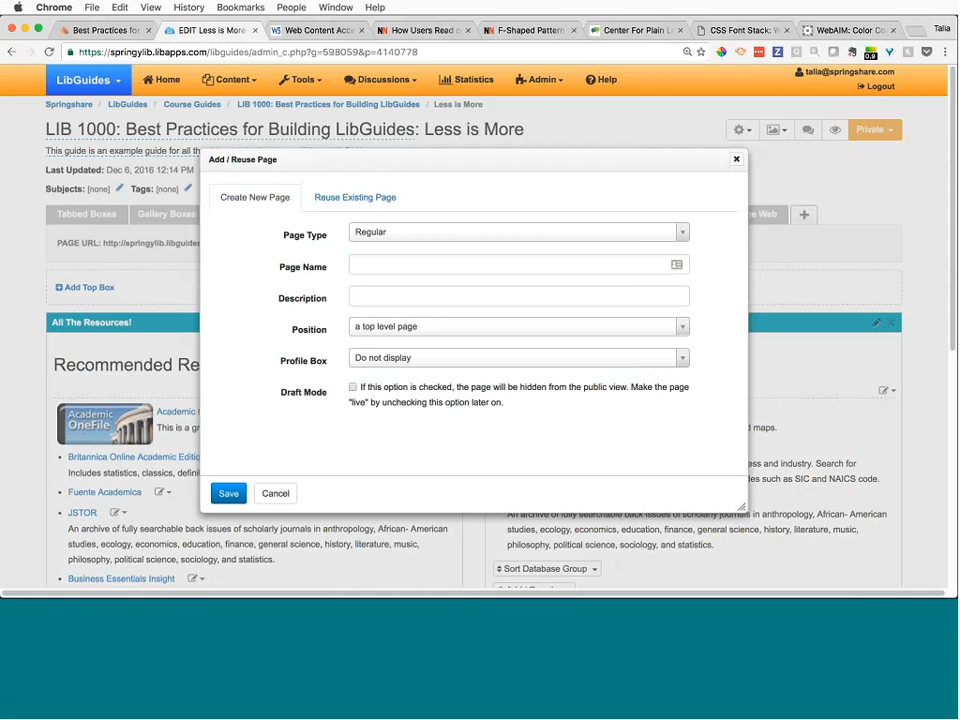 Chrome File Edit View History Bookmarks People Window Help
Best Practices for EDIT Less is More Web Content Acce How Users Read o F-Shaped Pattern Center For Plain L CSS Font Stack: W WebAIM: Color Co Talia
https://springylib.libapps.com/libguides/admin_c.php?g=598059&p=4140778
LibGuides Home Content Tools Discussions Statistics Admin Help
talia@springshare.com
Logout
Springshare / LibGuides / Course Guides / LIB 1000: Best Practices for Building LibGuides / Less is More
LIB 1000: Best Practices for Building LibGuides: Less is More
Private
This guide is an example guide for all th
Last Updated: Dec 6, 2016 12:14 PM
Subjects: [none] Tags: [none]
Tabbed Boxes Gallery Boxes e Web
PAGE URL: http://springylib.libguides
Add Top Box
All The Resources!
Recommended Re
Academic OneFile
Academic O
This is a gr
Britannica Online Academic Editio
Includes statistics, classics, defini
Fuente Academica
JSTOR
An archive of fully searchable back issues of scholarly journals in anthropology, African- American
studies, ecology, economics, education, finance, general science, history, literature, music,
philosophy, political science, sociology, and statistics.
Business Essentials Insight
Add / Reuse Page
Create New Page Reuse Existing Page
Page Type Regular
Page Name
Description
Position a top level page
Profile Box Do not display
Draft Mode If this option is checked, the page will be hidden from the public view. Make the page
"live" by unchecking this option later on.
Save Cancel
d maps.
ess and industry. Search for
les such as SIC and NAICS code.
An archive of fully searchable back issues of scholarly journals in anthropology, African- American
studies, ecology, economics, education, finance, general science, history, literature, music,
philosophy, political science, sociology, and statistics.
Sort Database Group